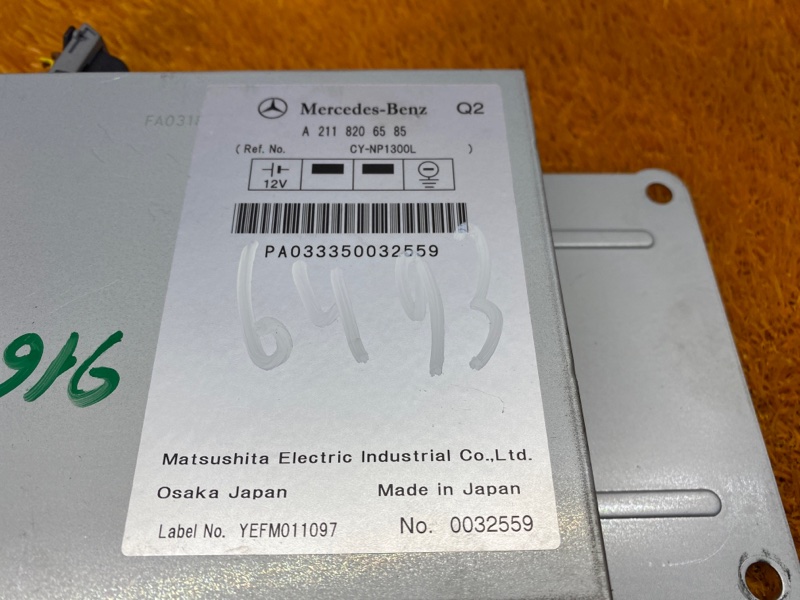 Mercedes-Benz Q2
A 211 820 65 85
(Ref. No. CY-NP1300L )
12V
PA033350032559
6493
916
Matsushita Electric Industrial Co.,Ltd.
Osaka Japan Made in Japan
Label No. YEFM011097 No. 0032559